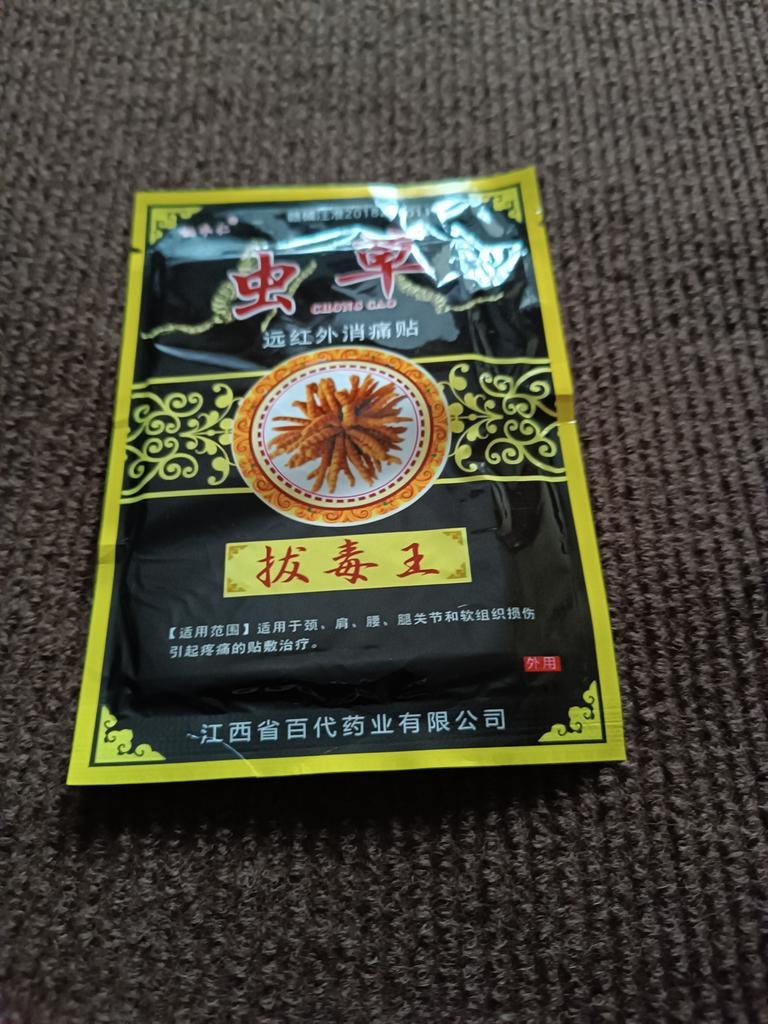 虫草
CHONG CAO
远红外消痛贴
拔毒王
【适用范围】适用于颈、肩、腰、腿关节和软组织损伤
引起疼痛的贴敷治疗。
外用
江西省百代药业有限公司